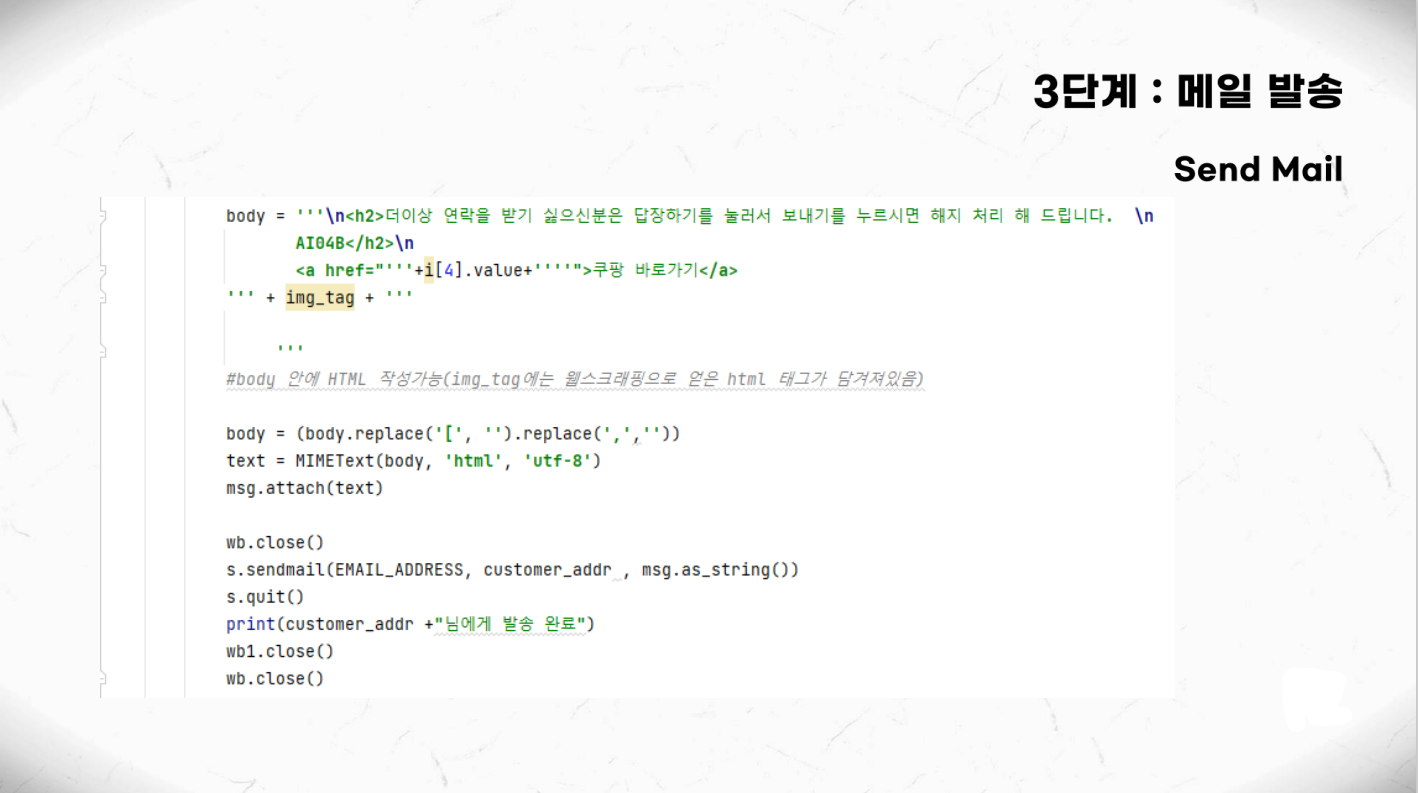 3단계 : 메일 발송
Send Mail
body = '''\n<h2>더이상 연락을 받기 싫으신분은 답장하기를 눌러서 보내기를 누르시면 해지 처리 해 드립니다.  \n
AI04B</h2>\n
<a href="'''+i[4].value+''''">쿠팡 바로가기</a>
''' + img_tag + '''
'''
#body 안에 HTML 작성가능(img_tag에는 웹스크래핑으로 얻은 html 태그가 담겨져있음)
body = (body.replace('[', '').replace(',',''))
text = MIMEText(body, 'html', 'utf-8')
msg.attach(text)
wb.close()
s.sendmail(EMAIL_ADDRESS, customer_addr , msg.as_string())
s.quit()
print(customer_addr +"님에게 발송 완료")
wb1.close()
wb.close()